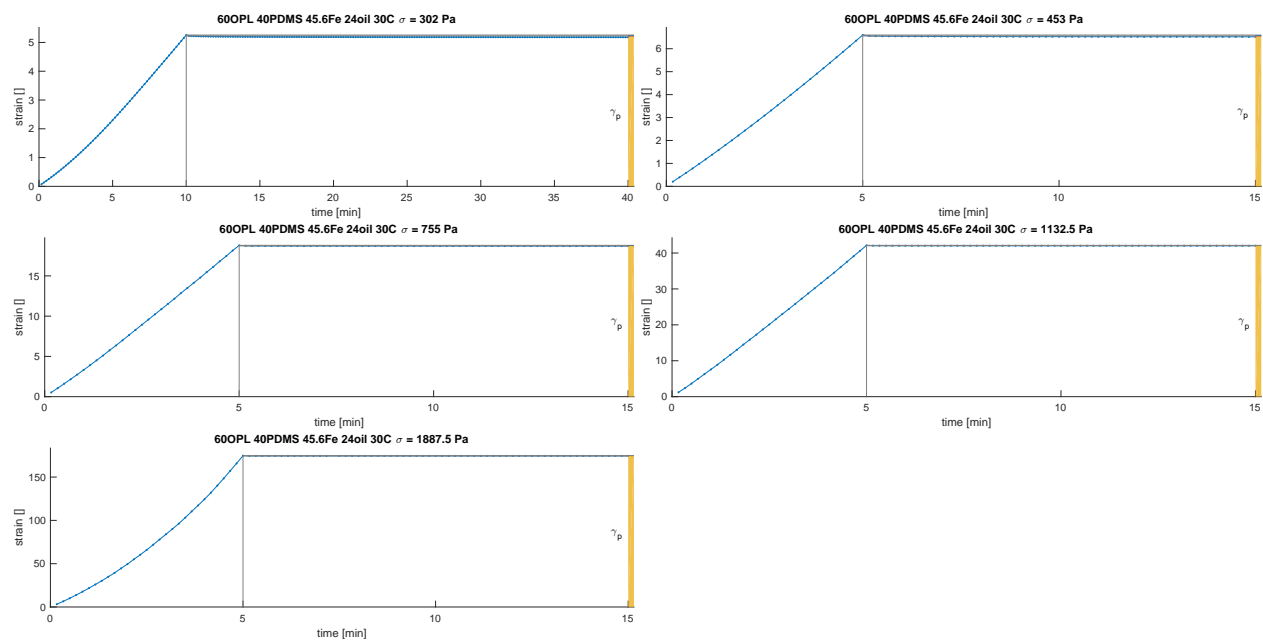 60OPL 40PDMS 45.6Fe 24oil 30C σ = 302 Pa
5
4
3
2
1
0
strain []
γp
0 5 10 15 20 25 30 35 40
time [min]
60OPL 40PDMS 45.6Fe 24oil 30C σ = 453 Pa
6
5
4
3
2
1
0
strain []
γp
0 5 10 15
time [min]
60OPL 40PDMS 45.6Fe 24oil 30C σ = 755 Pa
15
10
5
0
strain []
γp
0 5 10 15
time [min]
60OPL 40PDMS 45.6Fe 24oil 30C σ = 1132.5 Pa
40
30
20
10
0
strain []
γp
0 5 10 15
time [min]
60OPL 40PDMS 45.6Fe 24oil 30C σ = 1887.5 Pa
150
100
50
0
strain []
γp
0 5 10 15
time [min]